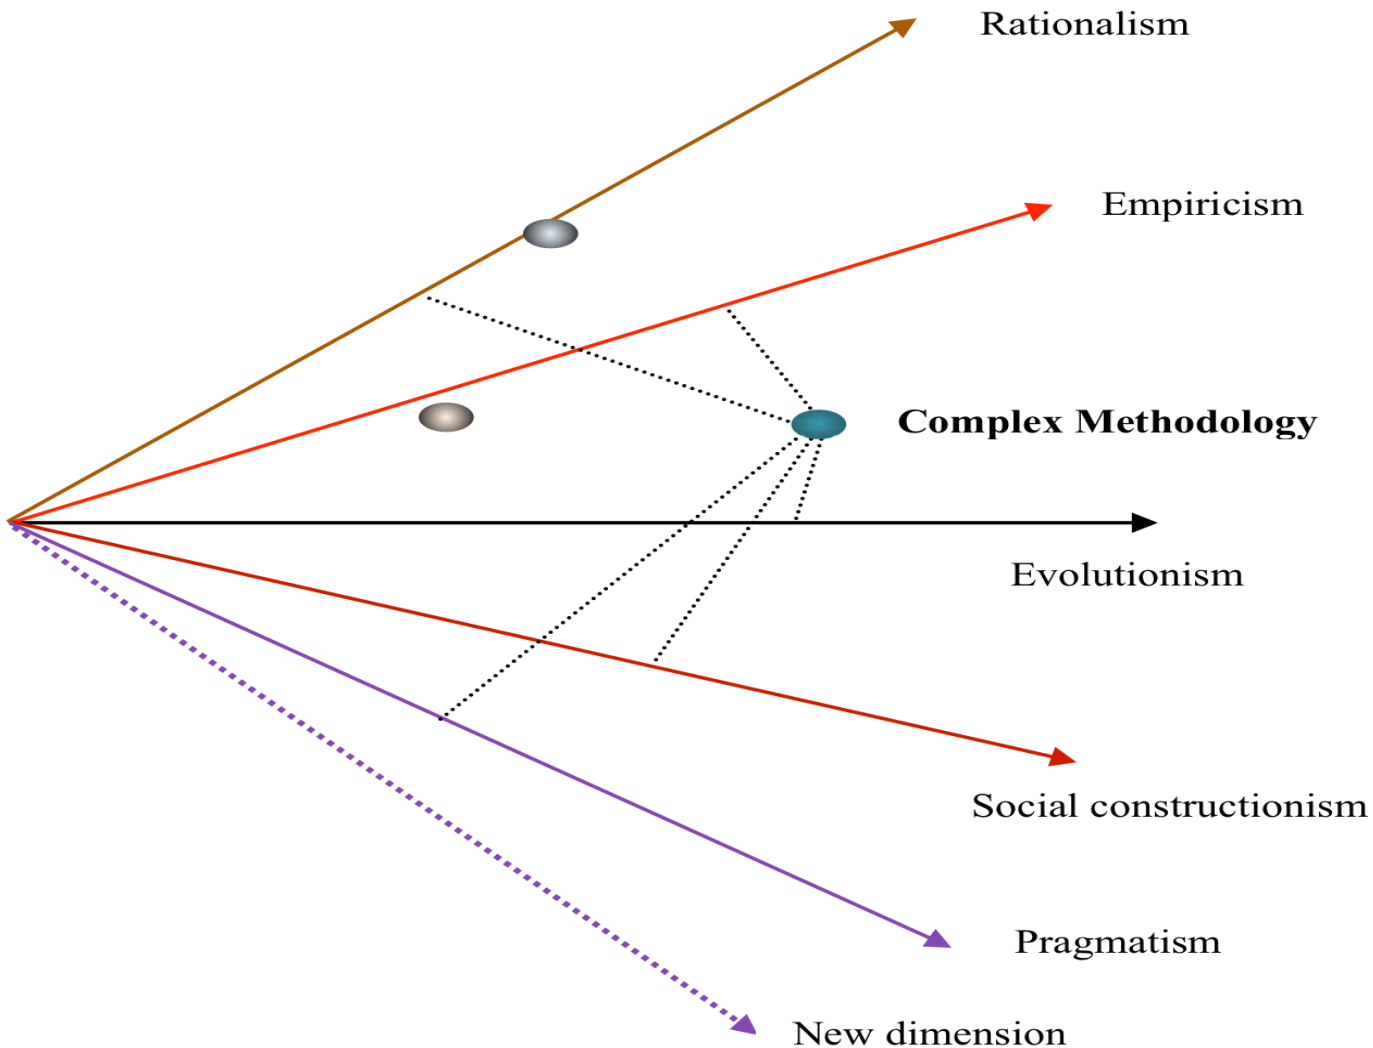 Rationalism
Empiricism
Complex Methodology
Evolutionism
Social constructionism
Pragmatism
New dimension